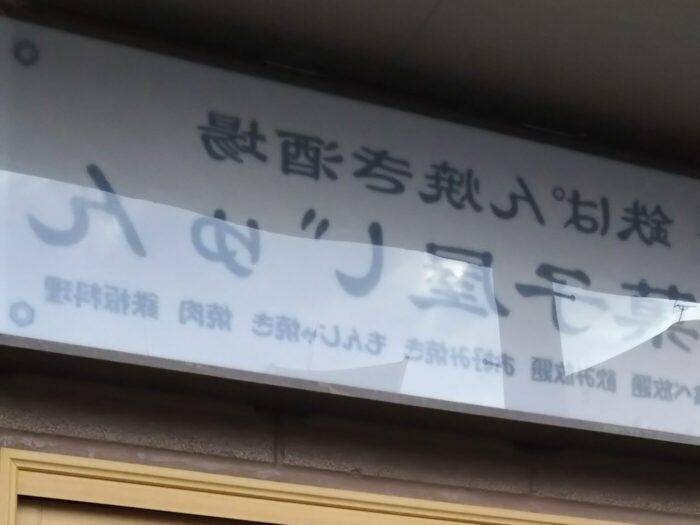 鉄ぱん焼き酒場
菓子屋じゅん
べ放題 飲み放題 お好み焼き もんじゃ焼き 焼肉 鉄板料理